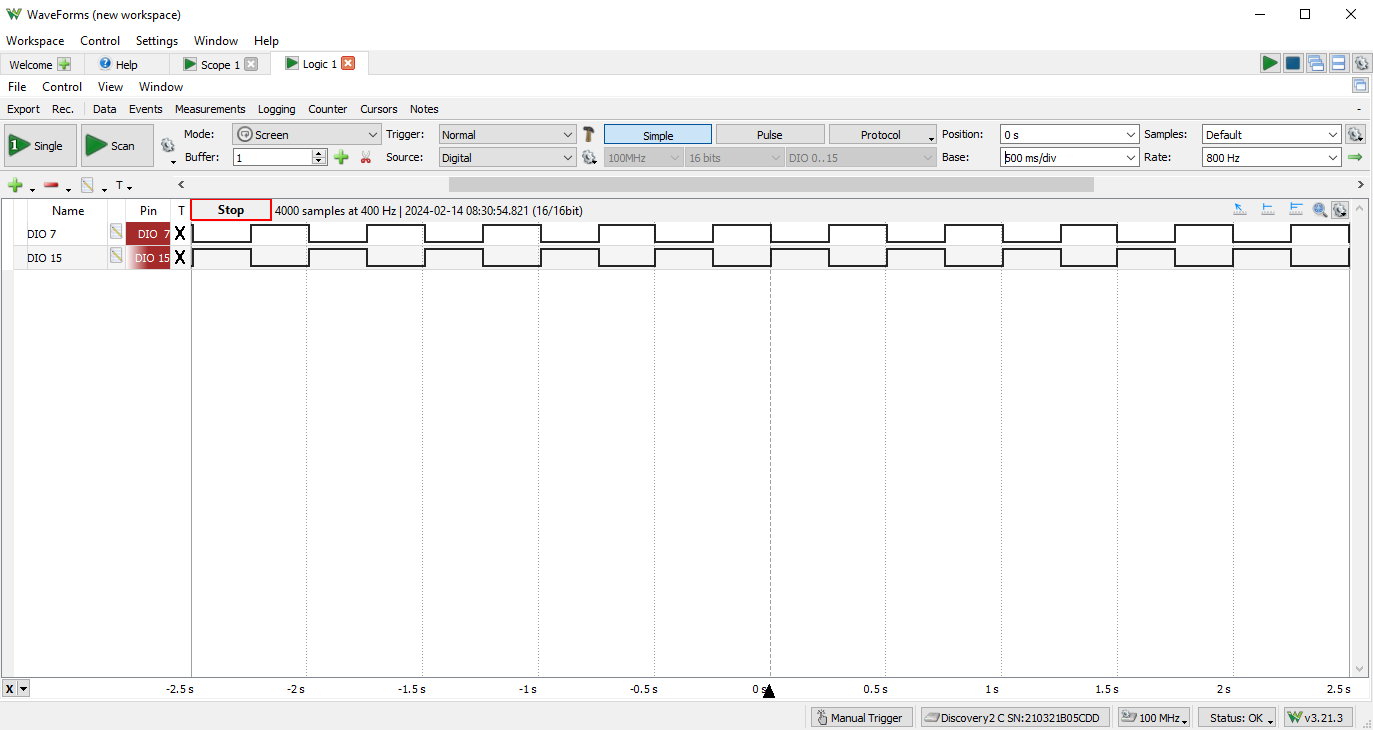 WaveForms (new workspace)
Workspace Control Settings Window Help
Welcome Help Scope 1 Logic 1
File Control View Window
Export Rec. Data Events Measurements Logging Counter Cursors Notes -
1 Single Scan Mode: Screen Trigger: Normal Simple Pulse Protocol Position: 0 s Samples: Default
Buffer: 1 Source: Digital 100MHz 16 bits DIO 0..15 Base: 500 ms/div Rate: 800 Hz
T
Name Pin T Stop 4000 samples at 400 Hz | 2024-02-14 08:30:54.821 (16/16bit)
DIO 7 DIO 7 X
DIO 15 DIO 15 X
X -2.5 s -2 s -1.5 s -1 s -0.5 s 0 s 0.5 s 1 s 1.5 s 2 s 2.5 s
Manual Trigger Discovery2 C SN:210321B05CDD 100 MHz Status: OK v3.21.3